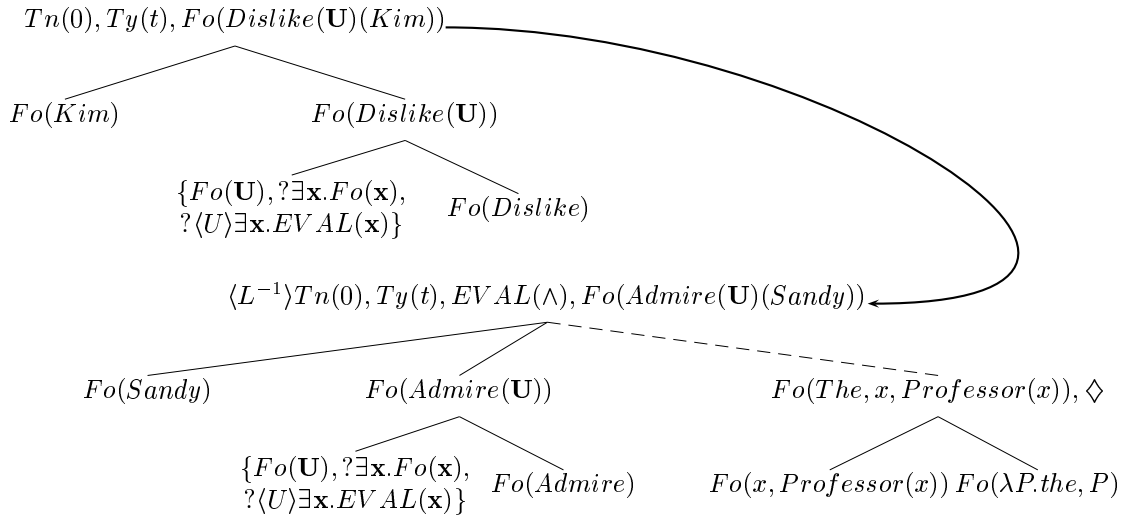 Tn(0), Ty(t), Fo(Dislike(U)(Kim))
Fo(Kim) Fo(Dislike(U))
{Fo(U), ?∃x.Fo(x),
?⟨U⟩∃x.EVAL(x)} Fo(Dislike)
⟨L⁻¹⟩Tn(0), Ty(t), EVAL(∧), Fo(Admire(U)(Sandy))
Fo(Sandy) Fo(Admire(U)) Fo(The, x, Professor(x)), ◇
{Fo(U), ?∃x.Fo(x),
?⟨U⟩∃x.EVAL(x)} Fo(Admire) Fo(x, Professor(x)) Fo(λP.the, P)